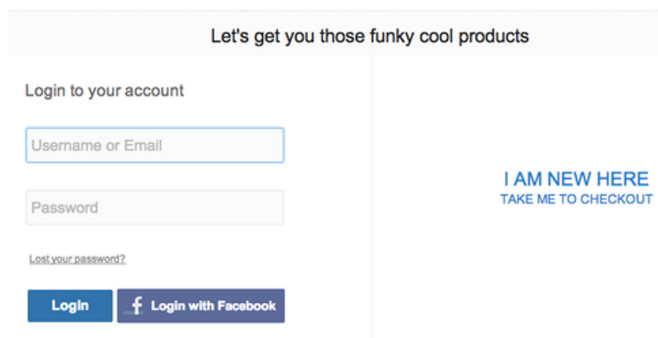 Let's get you those funky cool products
Login to your account
Username or Email
Password
Lost your password?
Login
f Login with Facebook
I AM NEW HERE
TAKE ME TO CHECKOUT